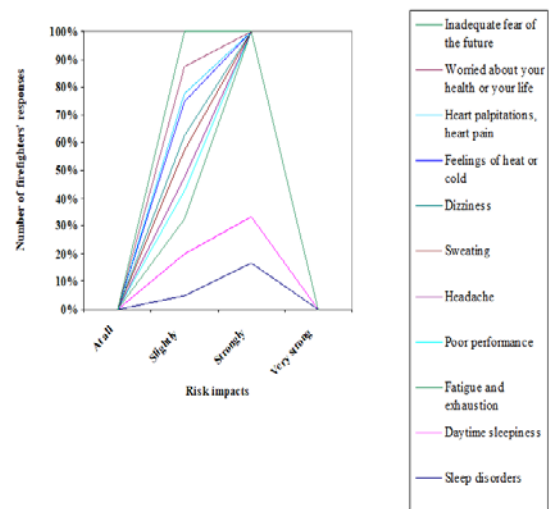 100%
90%
80%
70%
60%
50%
40%
30%
20%
10%
0%
Number of firefighters' responses
At all
Slightly
Strongly
Very strong
Risk impacts
Inadequate fear of
the future
Worried about your
health or your life
Heart palpitations,
heart pain
Feelings of heat or
cold
Dizziness
Sweating
Headache
Poor performance
Fatigue and
exhaustion
Daytime sleepiness
Sleep disorders